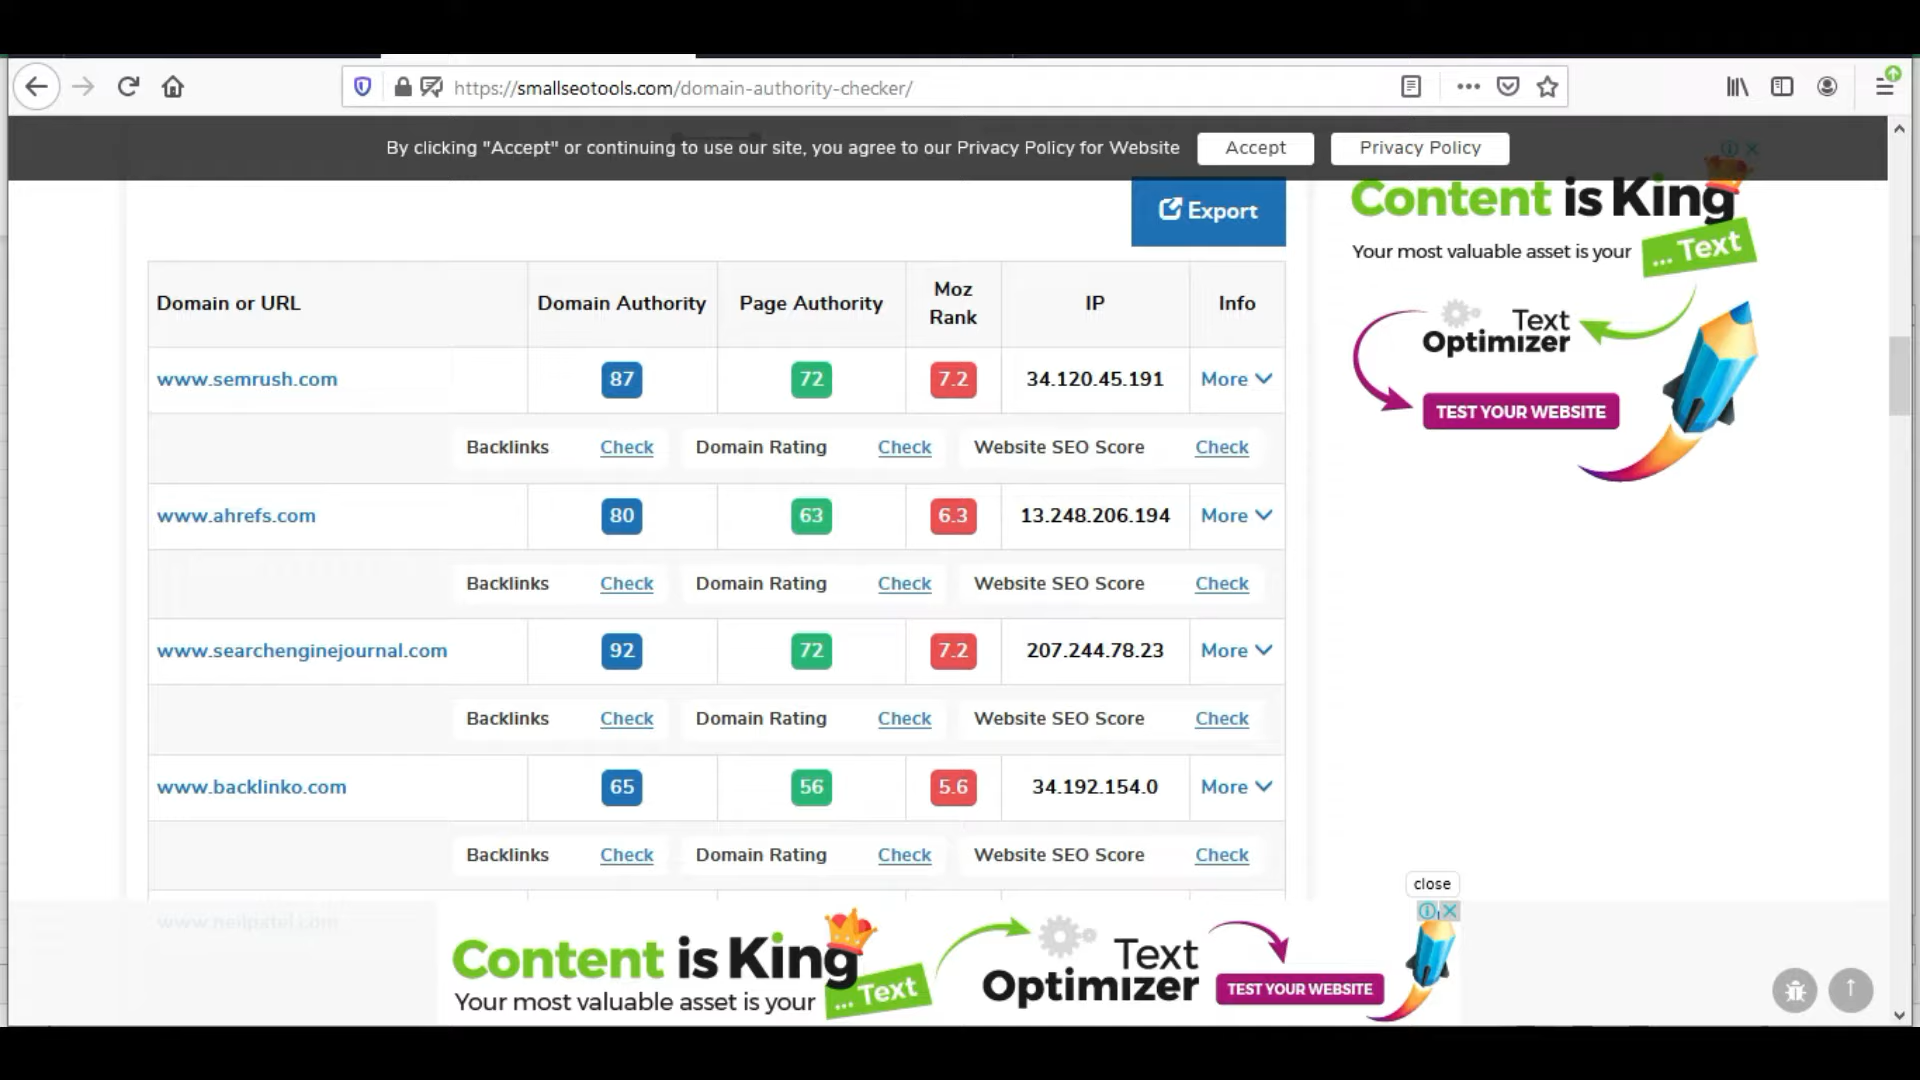 https://smallseotools.com/domain-authority-checker/
By clicking "Accept" or continuing to use our site, you agree to our Privacy Policy for Website Accept Privacy Policy
Export
Content is King
Your most valuable asset is your ... Text
Text
Optimizer
TEST YOUR WEBSITE
Domain or URL Domain Authority Page Authority Moz Rank IP Info
www.semrush.com 87 72 7.2 34.120.45.191 More
Backlinks Check Domain Rating Check Website SEO Score Check
www.ahrefs.com 80 63 6.3 13.248.206.194 More
Backlinks Check Domain Rating Check Website SEO Score Check
www.searchenginejournal.com 92 72 7.2 207.244.78.23 More
Backlinks Check Domain Rating Check Website SEO Score Check
www.backlinko.com 65 56 5.6 34.192.154.0 More
Backlinks Check Domain Rating Check Website SEO Score Check
close
www.neilpatel.com
Content is King
Your most valuable asset is your ... Text
Text
Optimizer
TEST YOUR WEBSITE